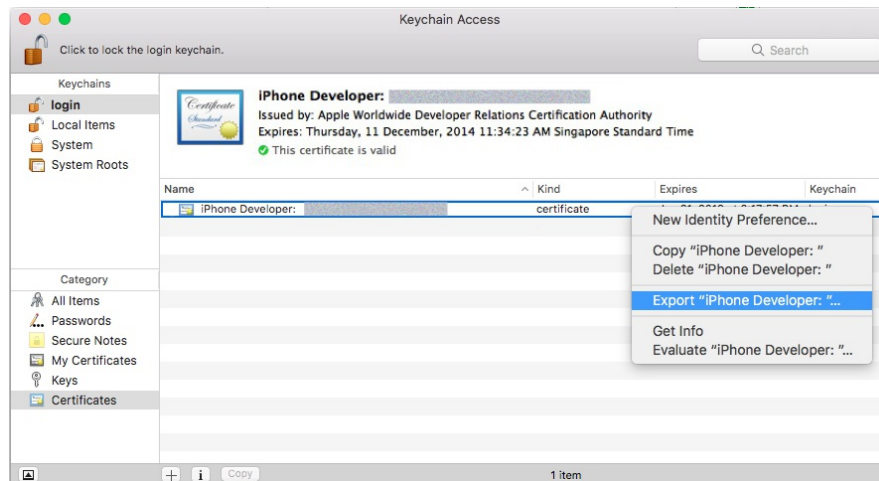 Keychain Access
Click to lock the login keychain.
Search
Keychains
login
Local Items
System
System Roots
Certificate
Standard
iPhone Developer:
Issued by: Apple Worldwide Developer Relations Certification Authority
Expires: Thursday, 11 December, 2014 11:34:23 AM Singapore Standard Time
This certificate is valid
Name
Kind
Expires
Keychain
iPhone Developer:
certificate
New Identity Preference...
Copy “iPhone Developer: ”
Delete “iPhone Developer: ”
Export “iPhone Developer: ”...
Get Info
Evaluate “iPhone Developer: ”...
Category
All Items
Passwords
Secure Notes
My Certificates
Keys
Certificates
Copy
1 item